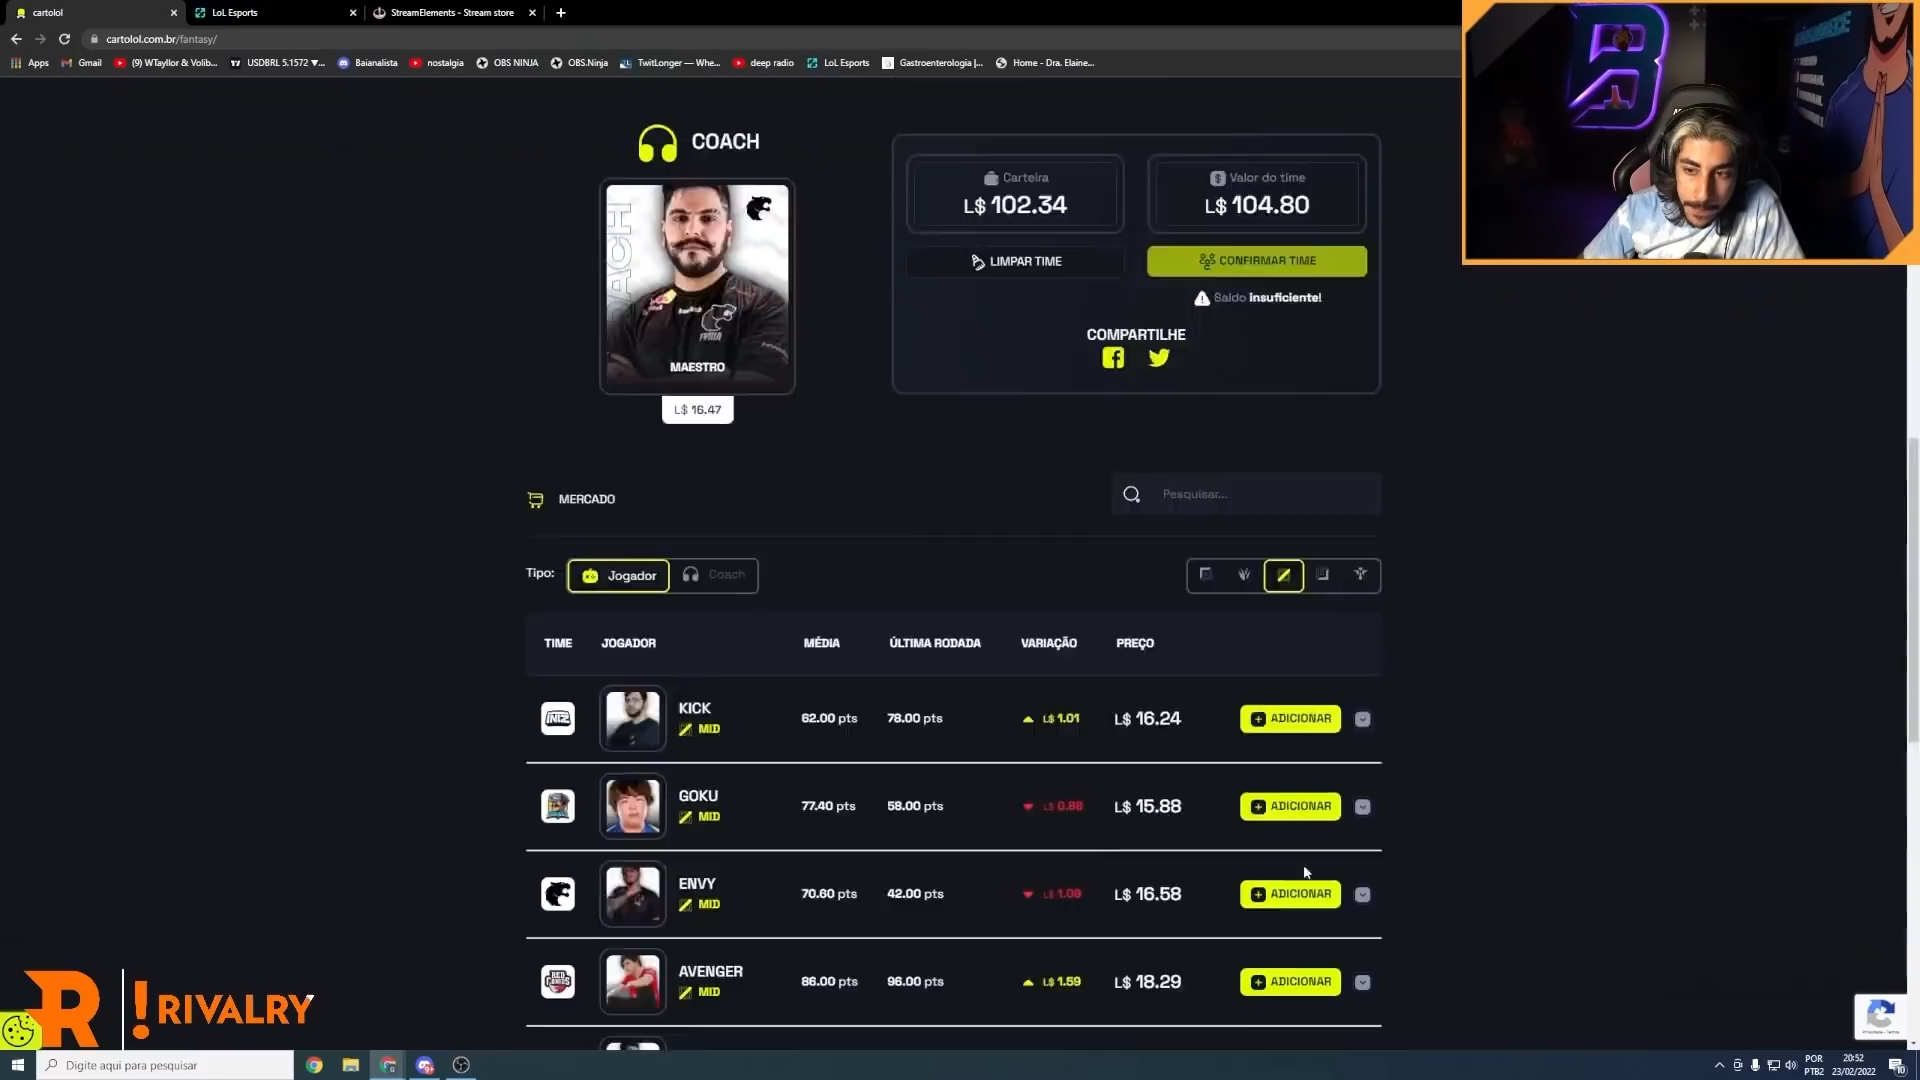 cartolol
LoL Esports
StreamElements - Stream store
cartolol.com.br/fantasy/
Apps
Gmail
(9) WTayllor & Volib...
USDBRL 5.1572 ▼...
Baianalista
nostalgia
OBS NINJA
OBS.Ninja
TwitLonger — Whe...
deep radio
LoL Esports
Gastroenterologia |...
Home - Dra. Elaine...
COACH
Carteira
L$ 102.34
Valor do time
L$ 104.80
LIMPAR TIME
CONFIRMAR TIME
Saldo insuficiente!
COMPARTILHE
MAESTRO
L$ 16.47
MERCADO
Pesquisar...
Tipo:
Jogador
Coach
TIME JOGADOR MÉDIA ÚLTIMA RODADA VARIAÇÃO PREÇO
INTZ
KICK
MID
62.00 pts 78.00 pts L$ 1.01 L$ 16.24 ADICIONAR
GOKU
MID
77.40 pts 58.00 pts L$ 0.88 L$ 15.88 ADICIONAR
ENVY
MID
70.60 pts 42.00 pts L$ 1.08 L$ 16.58 ADICIONAR
RED CANIDS
AVENGER
MID
86.00 pts 96.00 pts L$ 1.59 L$ 18.29 ADICIONAR
R !RIVALRY
Digite aqui para pesquisar
POR
PTB2
20:52
23/02/2022